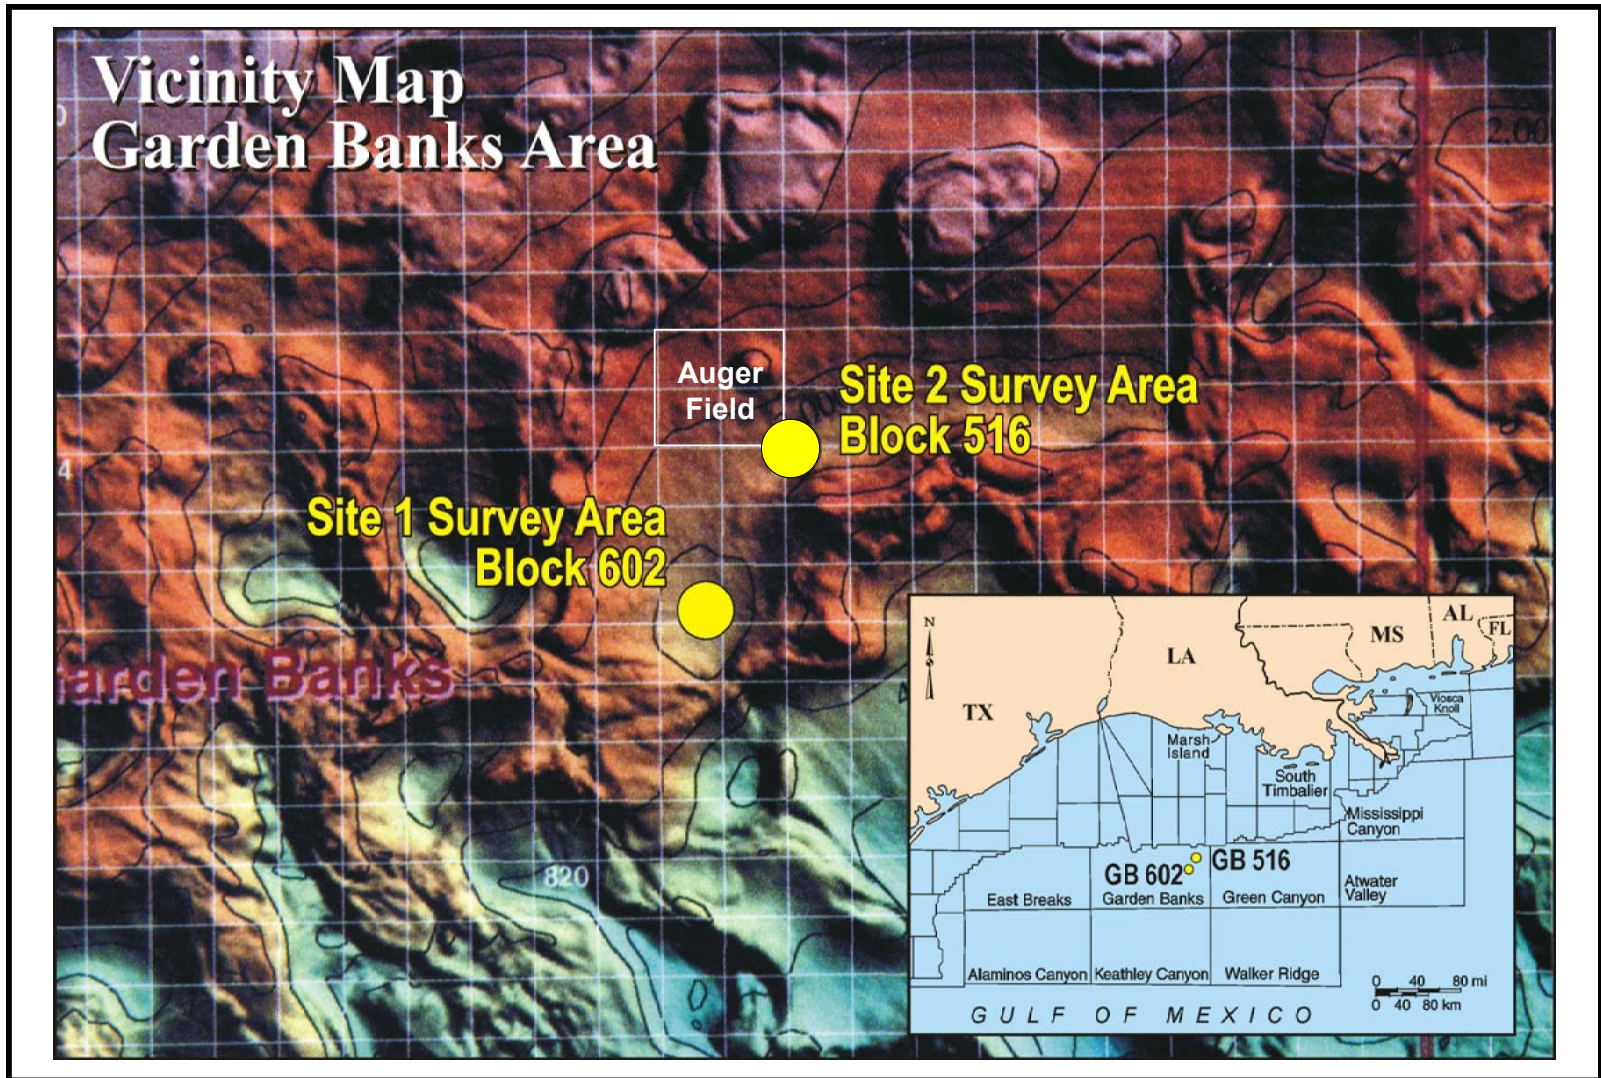 Vicinity Map
Garden Banks Area
2,00
Auger
Field
Site 2 Survey Area
Block 516
4
Site 1 Survey Area
Block 602
arden Banks
820
N
TX
LA
MS
AL
FL
Viosca
Knoll
Marsh
Island
South
Timbalier
Mississippi
Canyon
GB 602
GB 516
East Breaks
Garden Banks
Green Canyon
Atwater
Valley
Alaminos Canyon
Keathley Canyon
Walker Ridge
0 40 80 mi
0 40 80 km
GULF OF MEXICO